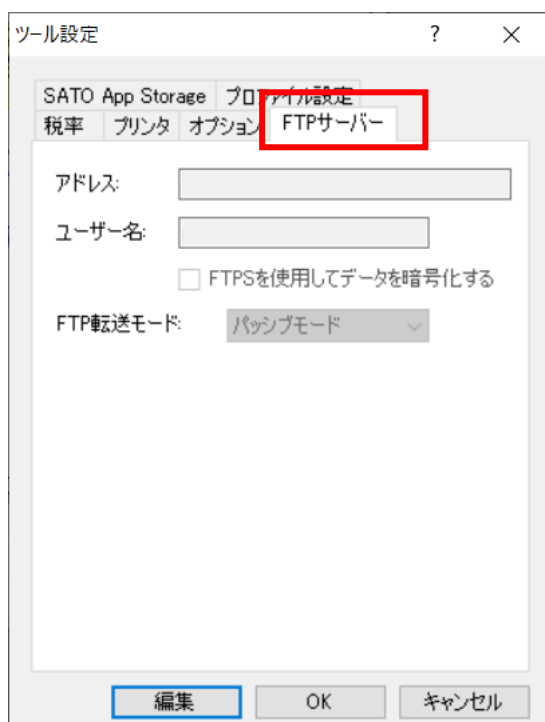 ツール設定
?
SATO App Storage プロファイル設定
税率 プリンタ オプション FTPサーバー
アドレス:
ユーザー名:
FTPSを使用してデータを暗号化する
FTP転送モード: パッシブモード
編集 OK キャンセル